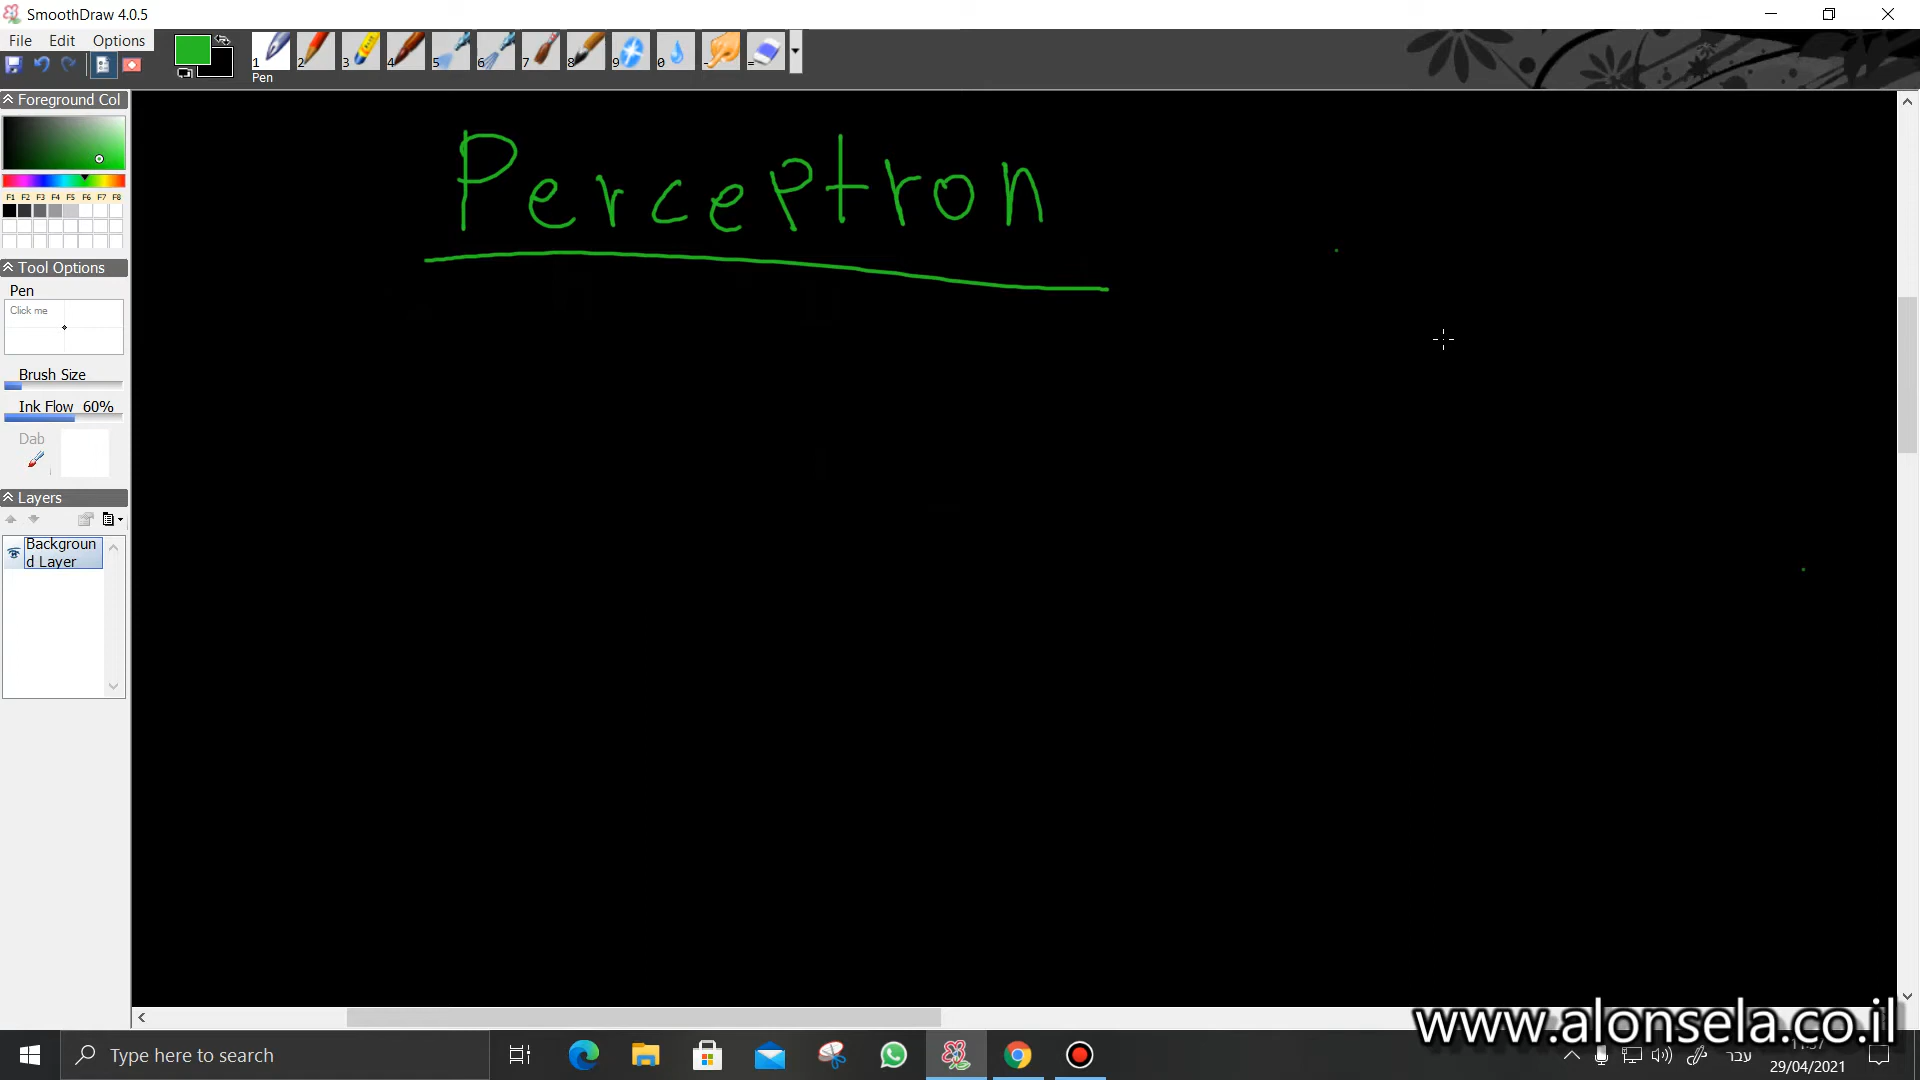 SmoothDraw 4.0.5
File Edit Options
1 2 3 4 5 6 7 8 9 0 - =
Pen
Foreground Col
F1 F2 F3 F4 F5 F6 F7 F8
Tool Options
Pen
Click me
Brush Size
Ink Flow 60%
Dab
Layers
Backgroun
d Layer
Perceptron
www.alonsela.co.il
Type here to search
עבר
29/04/2021